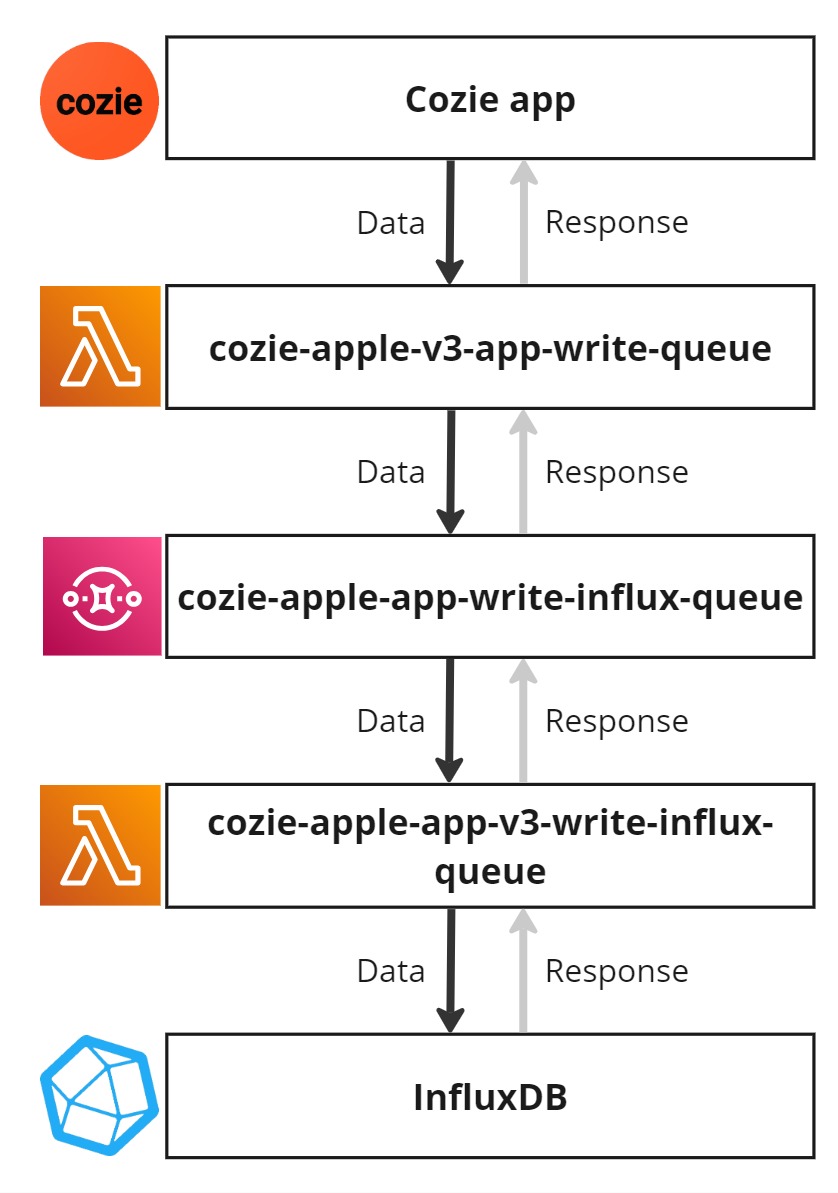 cozie
Cozie app
Data
Response
cozie-apple-v3-app-write-queue
Data
Response
cozie-apple-app-write-influx-queue
Data
Response
cozie-apple-app-v3-write-influx-
queue
Data
Response
InfluxDB